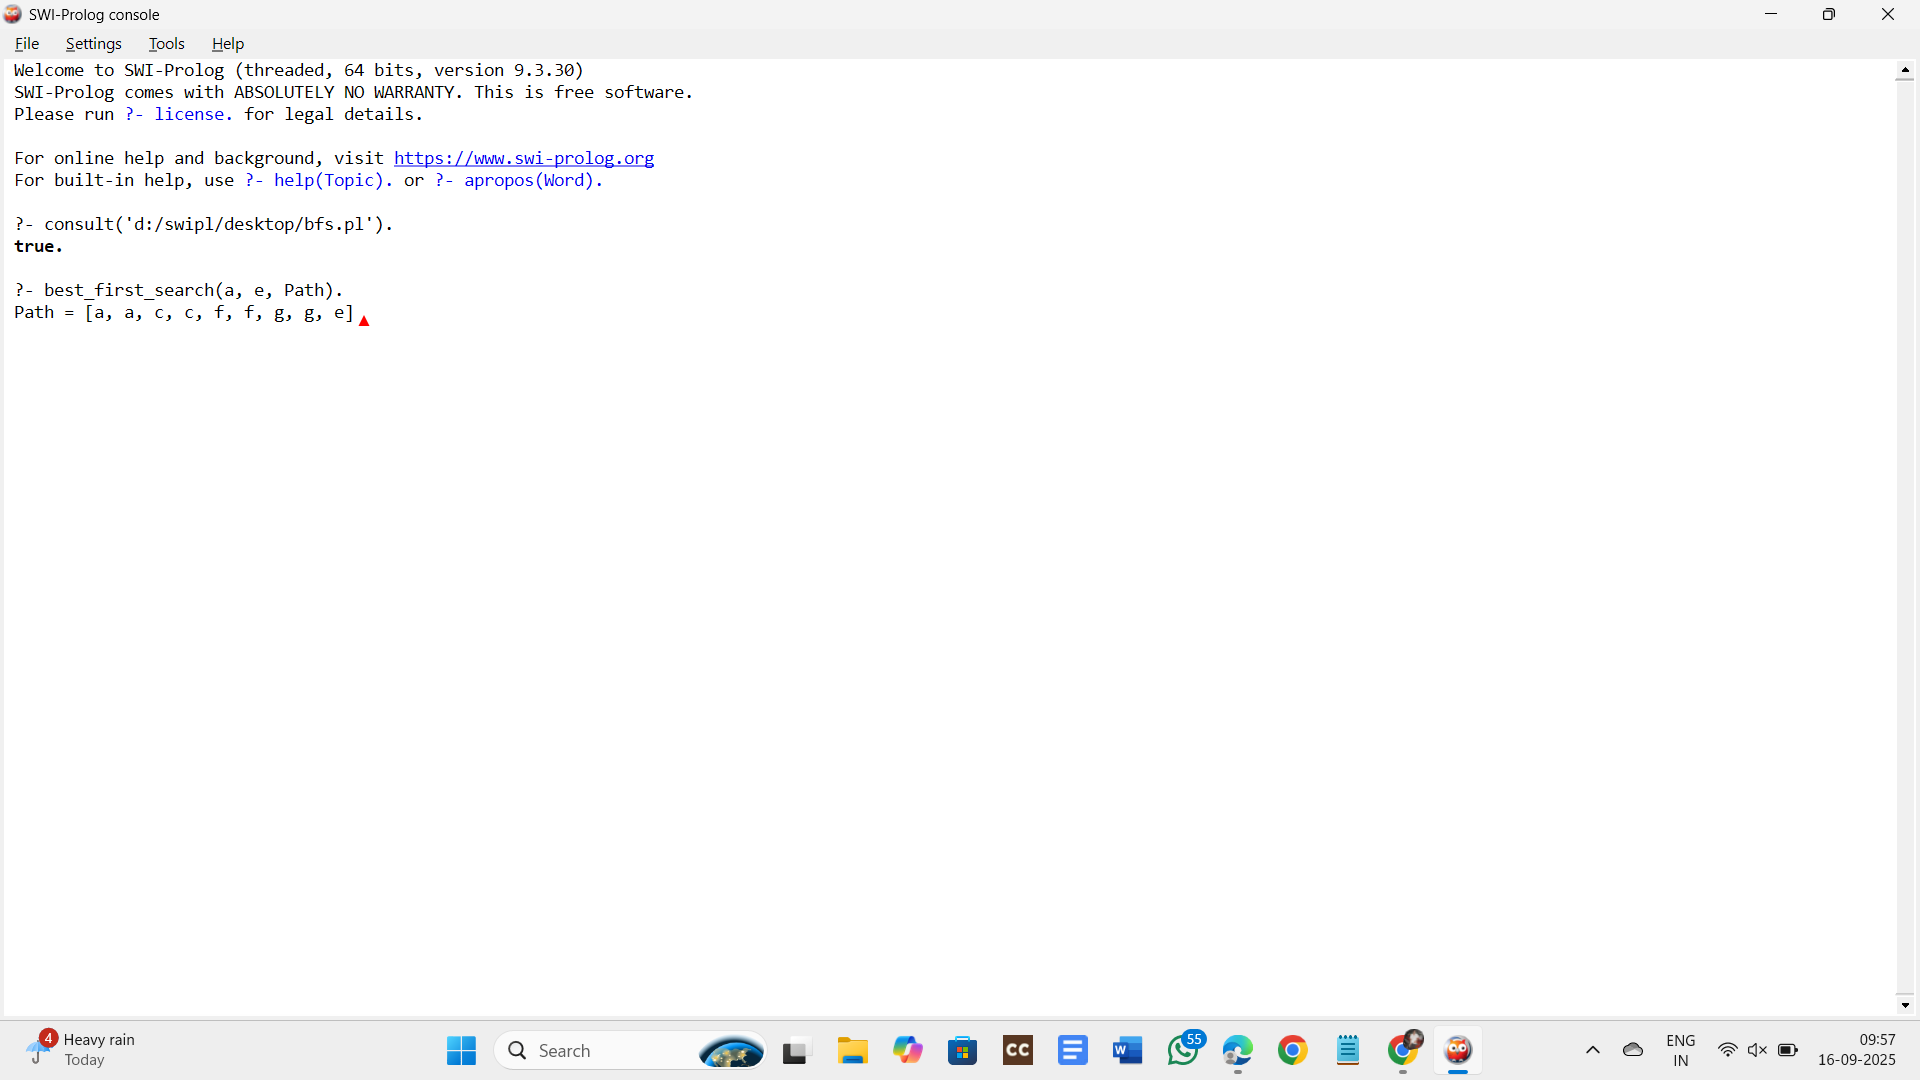 SWI-Prolog console
File Settings Tools Help
Welcome to SWI-Prolog (threaded, 64 bits, version 9.3.30)
SWI-Prolog comes with ABSOLUTELY NO WARRANTY. This is free software.
Please run ?- license. for legal details.
For online help and background, visit https://www.swi-prolog.org
For built-in help, use ?- help(Topic). or ?- apropos(Word).
?- consult('d:/swipl/desktop/bfs.pl').
true.
?- best_first_search(a, e, Path).
Path = [a, a, c, c, f, f, g, g, e]
4
Heavy rain
Today
Search
CC
W
55
ENG
IN
09:57
16-09-2025